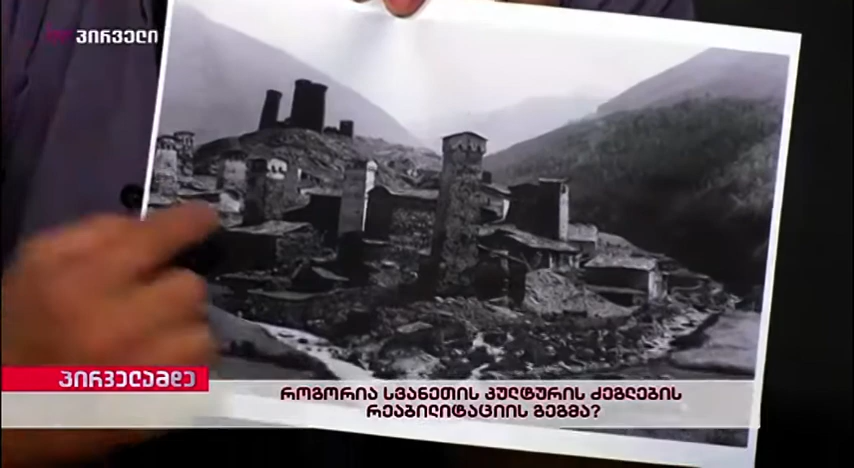 პირველი
პირველამდე
როგორია სვანეთის კულტურის ძეგლების
რეაბილიტაციის გეგმა?